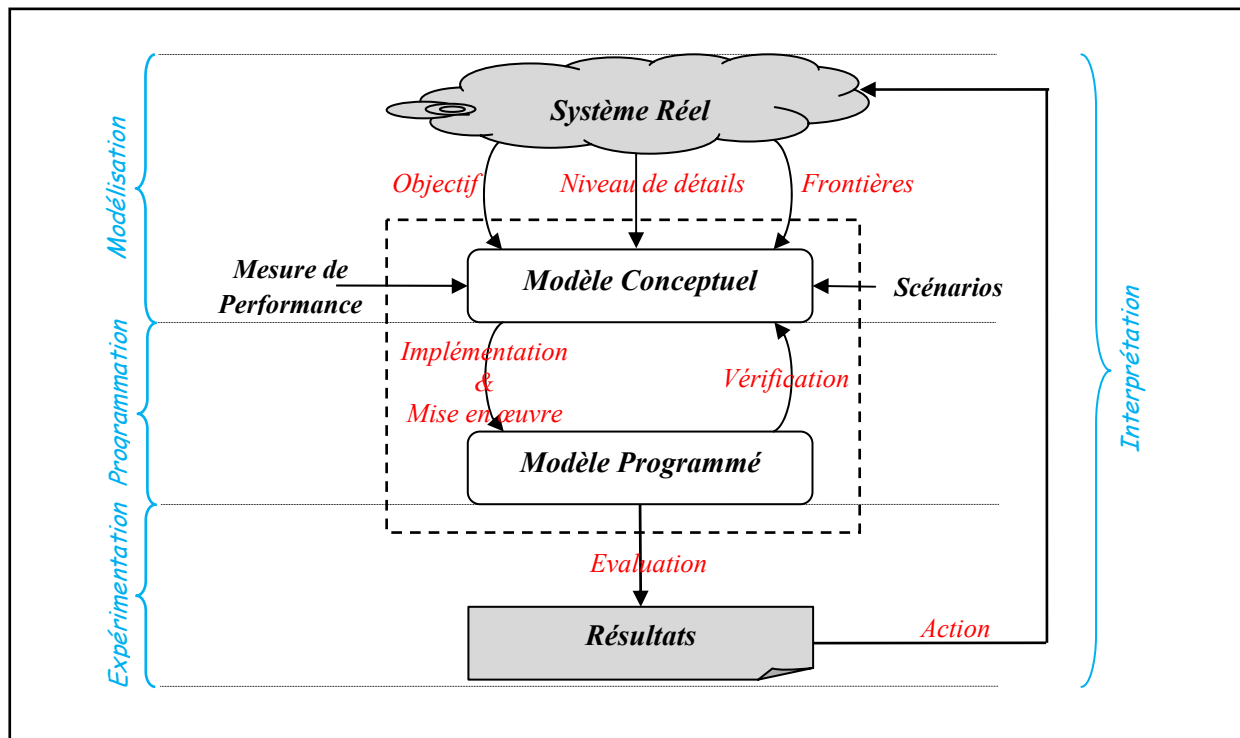 Système Réel
Objectif
Niveau de détails
Frontières
Modélisation
Mesure de
Performance
Modèle Conceptuel
Scénarios
Implémentation
&
Mise en œuvre
Vérification
Programmation
Modèle Programmé
Interprétation
Evaluation
Expérimentation
Résultats
Action